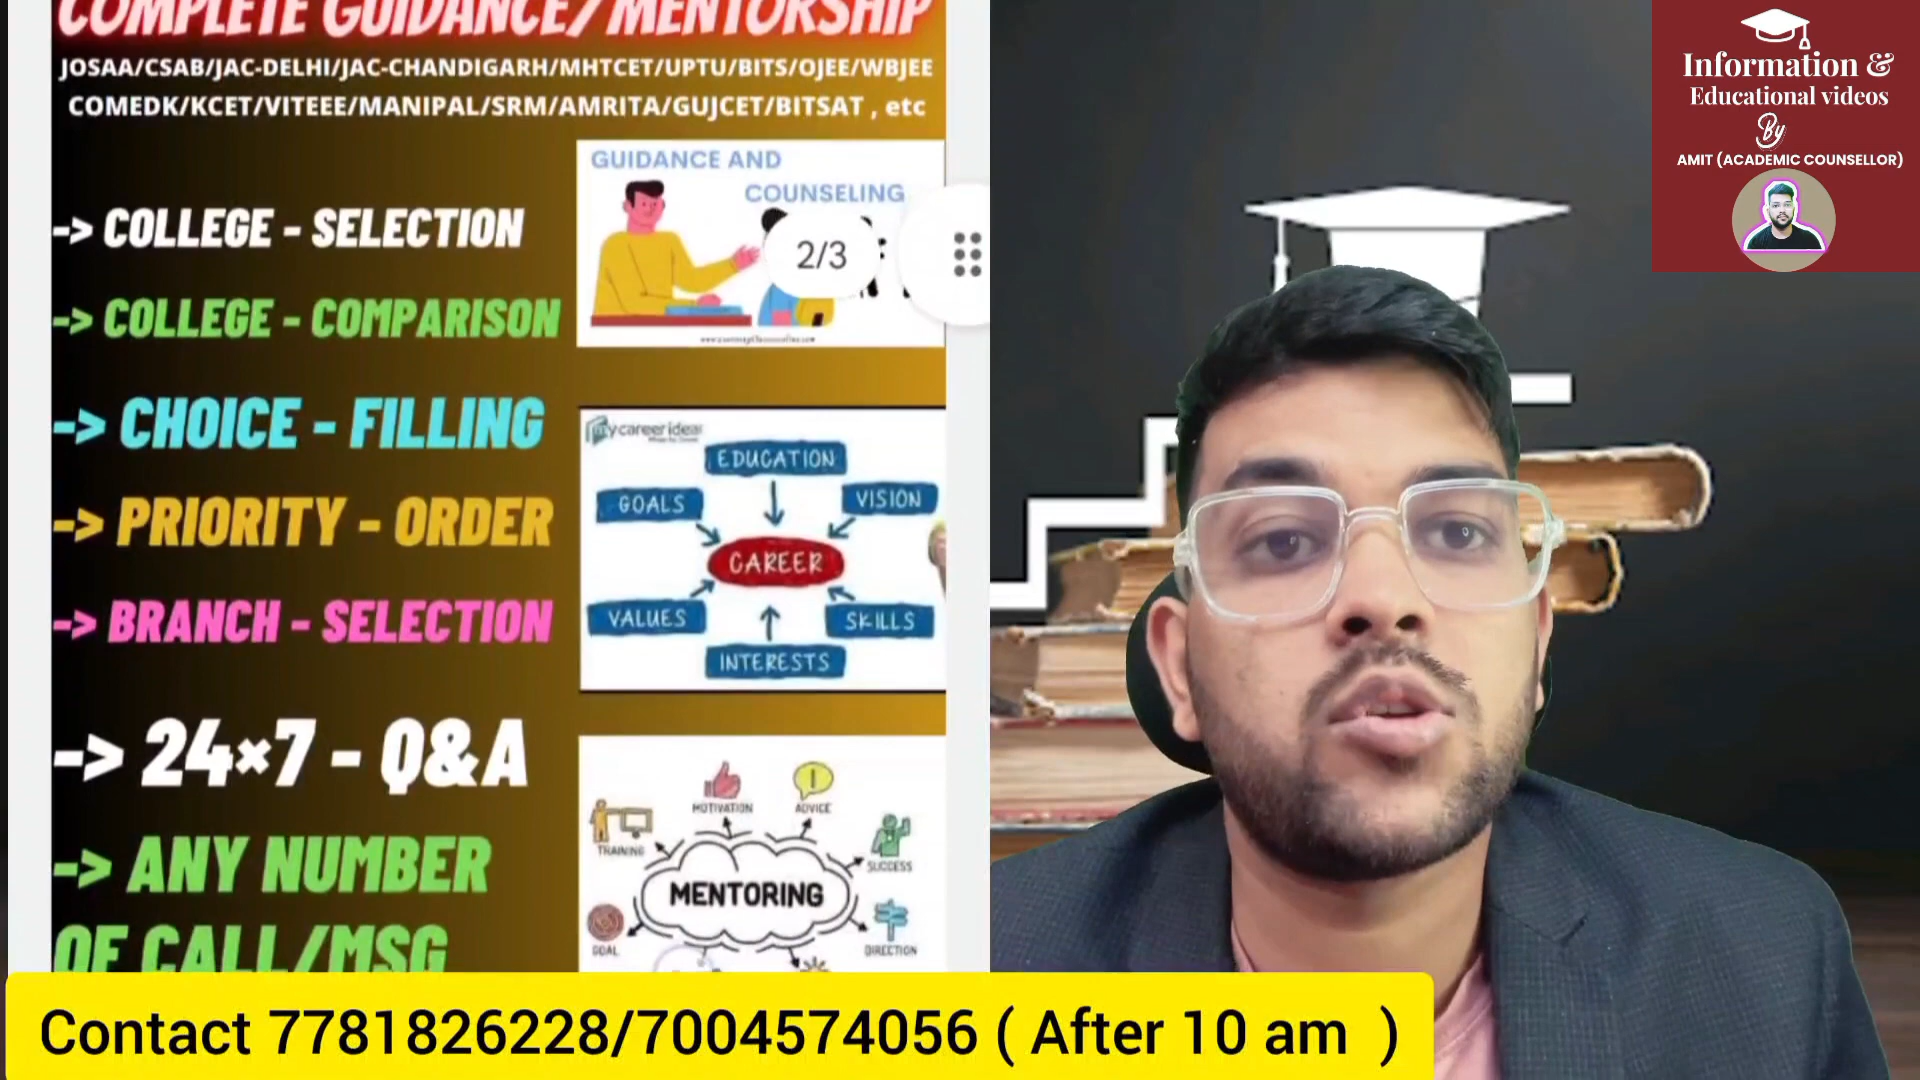 COMPLETE GUIDANCE/MENTORSHIP
JOSAA/CSAB/JAC-DELHI/JAC-CHANDIGARH/MHTCET/UPTU/BITS/OJEE/WBJEE
COMEDK/KCET/VITEEE/MANIPAL/SRM/AMRITA/GUJCET/BITSAT , etc
-> COLLEGE - SELECTION
-> COLLEGE - COMPARISON
-> CHOICE - FILLING
-> PRIORITY - ORDER
-> BRANCH - SELECTION
-> 24×7 - Q&A
-> ANY NUMBER
OF CALL/MSG
GUIDANCE AND
COUNSELING
2/3
mycareerideas
EDUCATION
GOALS
VISION
CAREER
VALUES
SKILLS
INTERESTS
MOTIVATION
ADVICE
TRAINING
SUCCESS
MENTORING
GOAL
DIRECTION
Information &
Educational videos
By
AMIT (ACADEMIC COUNSELLOR)
Contact 7781826228/7004574056 ( After 10 am )